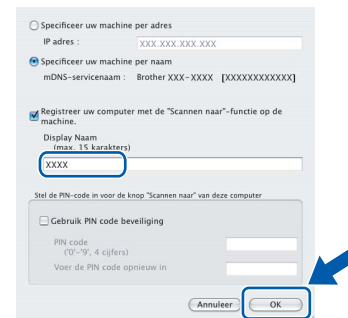 Specificeer uw machine per adres
IP adres :
XXX.XXX.XXX.XXX
Specificeer uw machine per naam
mDNS-servicenaam : Brother XXX-XXXX [XXXXXXXXXXXX]
Registreer uw computer met de "Scannen naar"-functie op de
machine.
Display Naam
(max. 15 karakters)
XXXX
Stel de PIN-code in voor de knop "Scannen naar" van deze computer
Gebruik PIN code beveiliging
PIN code
('0'-'9', 4 cijfers)
Voer de PIN code opnieuw in
Annuleer OK